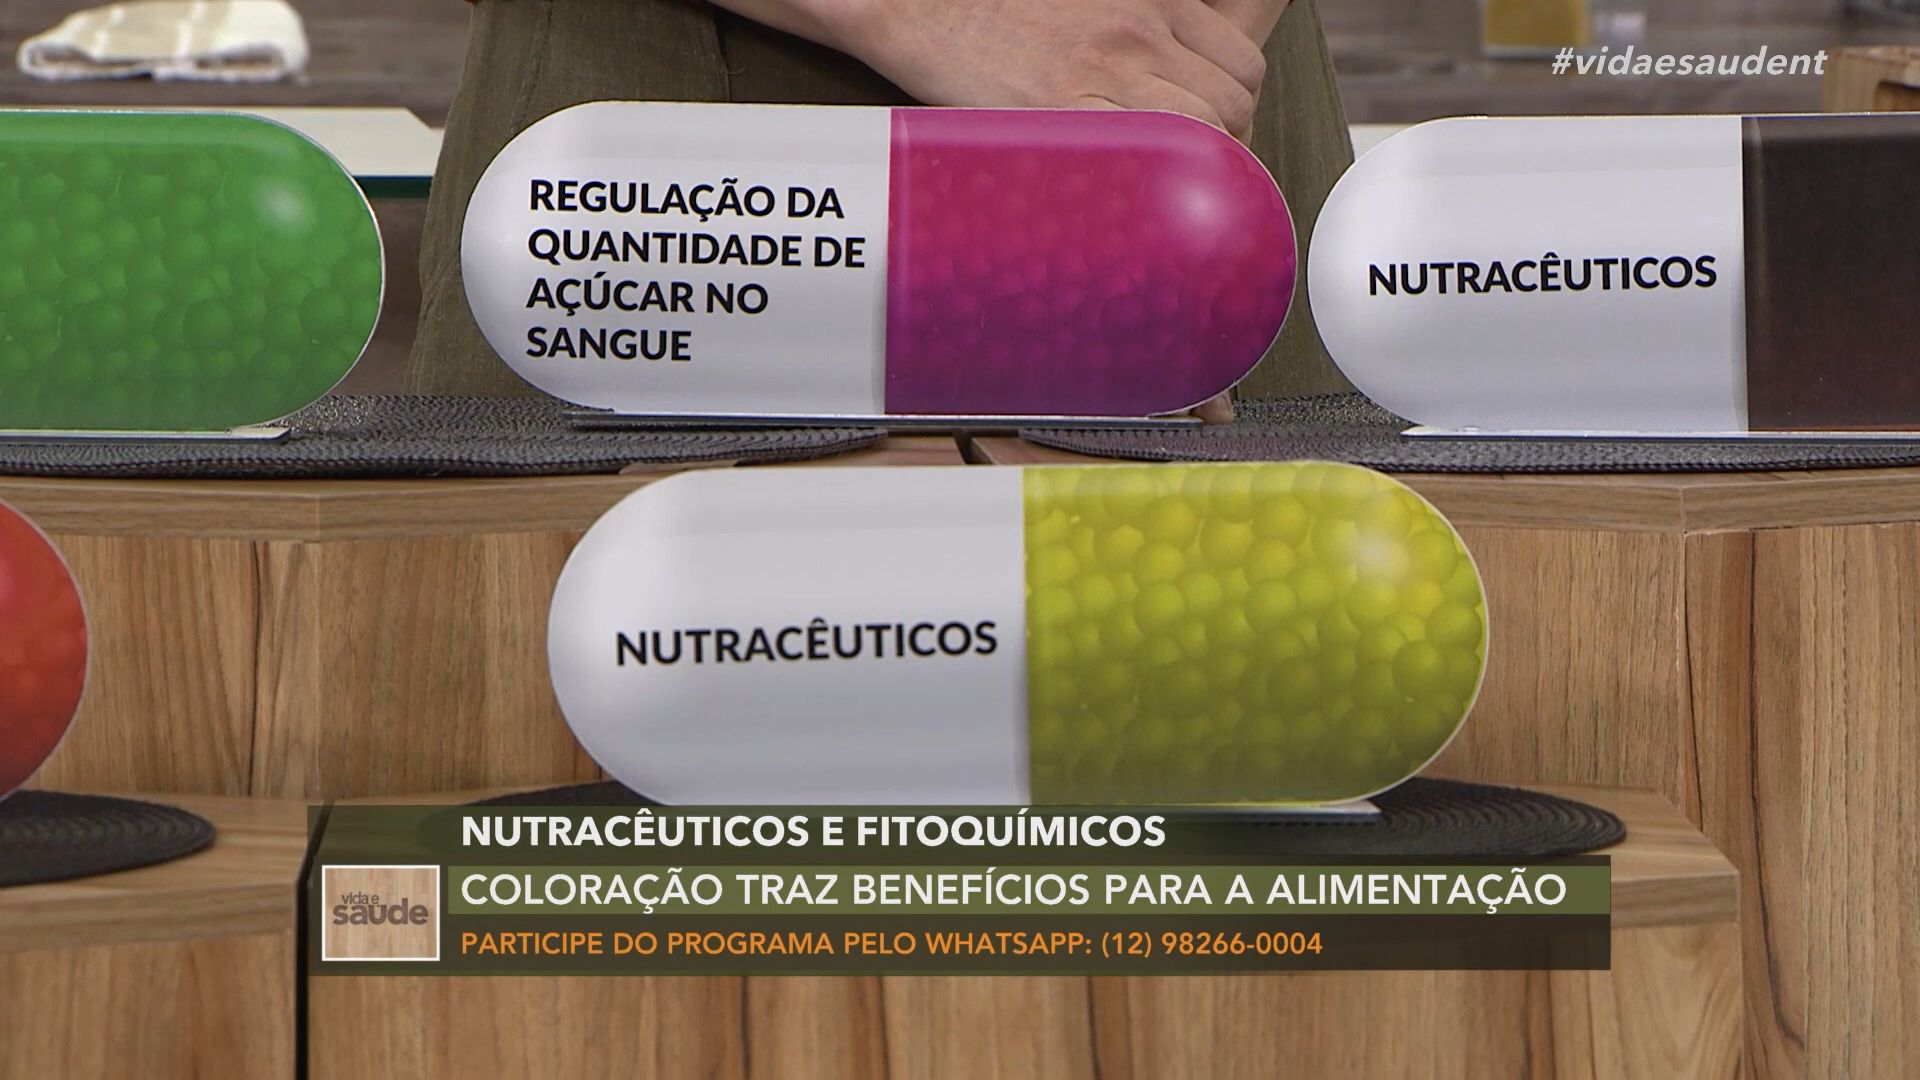 #vidaesaudent
REGULAÇÃO DA
QUANTIDADE DE
AÇÚCAR NO
SANGUE
NUTRACÊUTICOS
NUTRACÊUTICOS
NUTRACÊUTICOS E FITOQUÍMICOS
vida e
saúde
COLORAÇÃO TRAZ BENEFÍCIOS PARA A ALIMENTAÇÃO
PARTICIPE DO PROGRAMA PELO WHATSAPP: (12) 98266-0004